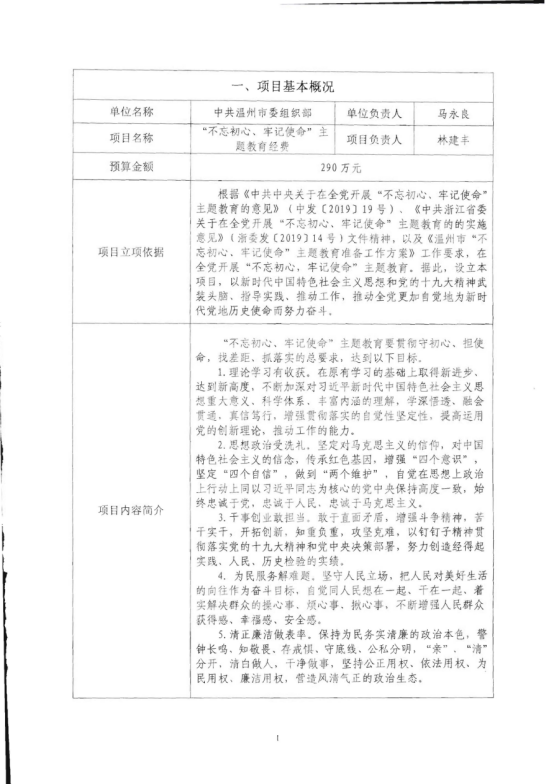 一、项目基本概况
单位名称 中共温州市委组织部 单位负责人 马永良
项目名称 “不忘初心、牢记使命”主 项目负责人 林建丰
题教育经费
预算金额 290万元
项目立项依据
根据《中共中央关于在全党开展“不忘初心、牢记使命”
主题教育的意见》（中发〔2019〕19号）、《中共浙江省委
关于在全党开展“不忘初心、牢记使命”主题教育的的实施
意见》（浙委发〔2019〕14号）文件精神，以及《温州市“不
忘初心、牢记使命”主题教育准备工作方案》工作要求，在
全党开展“不忘初心，牢记使命”主题教育。据此，设立本
项目，以新时代中国特色社会主义思想和党的十九大精神武
装头脑、指导实践、推动工作，推动全党更加自觉地为新时
代党地历史使命而努力奋斗。
项目内容简介
“不忘初心、牢记使命”主题教育要贯彻守初心、担使
命，找差距、抓落实的总要求，达到以下目标。
1.理论学习有收获。在原有学习的基础上取得新进步、
达到新高度，不断加深对习近平新时代中国特色社会主义思
想重大意义、科学体系、丰富内涵的理解，学深悟透、融会
贯通、真信笃行，增强贯彻落实的自觉性坚定性，提高运用
党的创新理论，推动工作的能力。
2.思想政治受洗礼。坚定对马克思主义的信仰，对中国
特色社会主义的信念，传承红色基因，增强“四个意识”，
坚定“四个自信”，做到“两个维护”，自觉在思想上政治
上行动上同以习近平同志为核心的党中央保持高度一致，始
终忠诚于党，忠诚于人民、忠诚于马克思主义。
3.干事创业敢担当。敢于直面矛盾，增强斗争精神，苦
干实干，开拓创新，知重负重，攻坚克难，以钉钉子精神贯
彻落实党的十九大精神和党中央决策部署，努力创造经得起
实践、人民、历史检验的实绩。
4.为民服务解难题。坚守人民立场，把人民对美好生活
的向往作为奋斗目标，自觉同人民想在一起、干在一起，着
实解决群众的操心事、烦心事、揪心事，不断增强人民群众
获得感、幸福感、安全感。
5.清正廉洁做表率。保持为民务实清廉的政治本色，警
钟长鸣，知敬畏、存戒惧、守底线、公私分明，“亲”、“清”
分开，清白做人，干净做事，坚持公正用权、依法用权、为
民用权、廉洁用权，营造风清气正的政治生态。
1